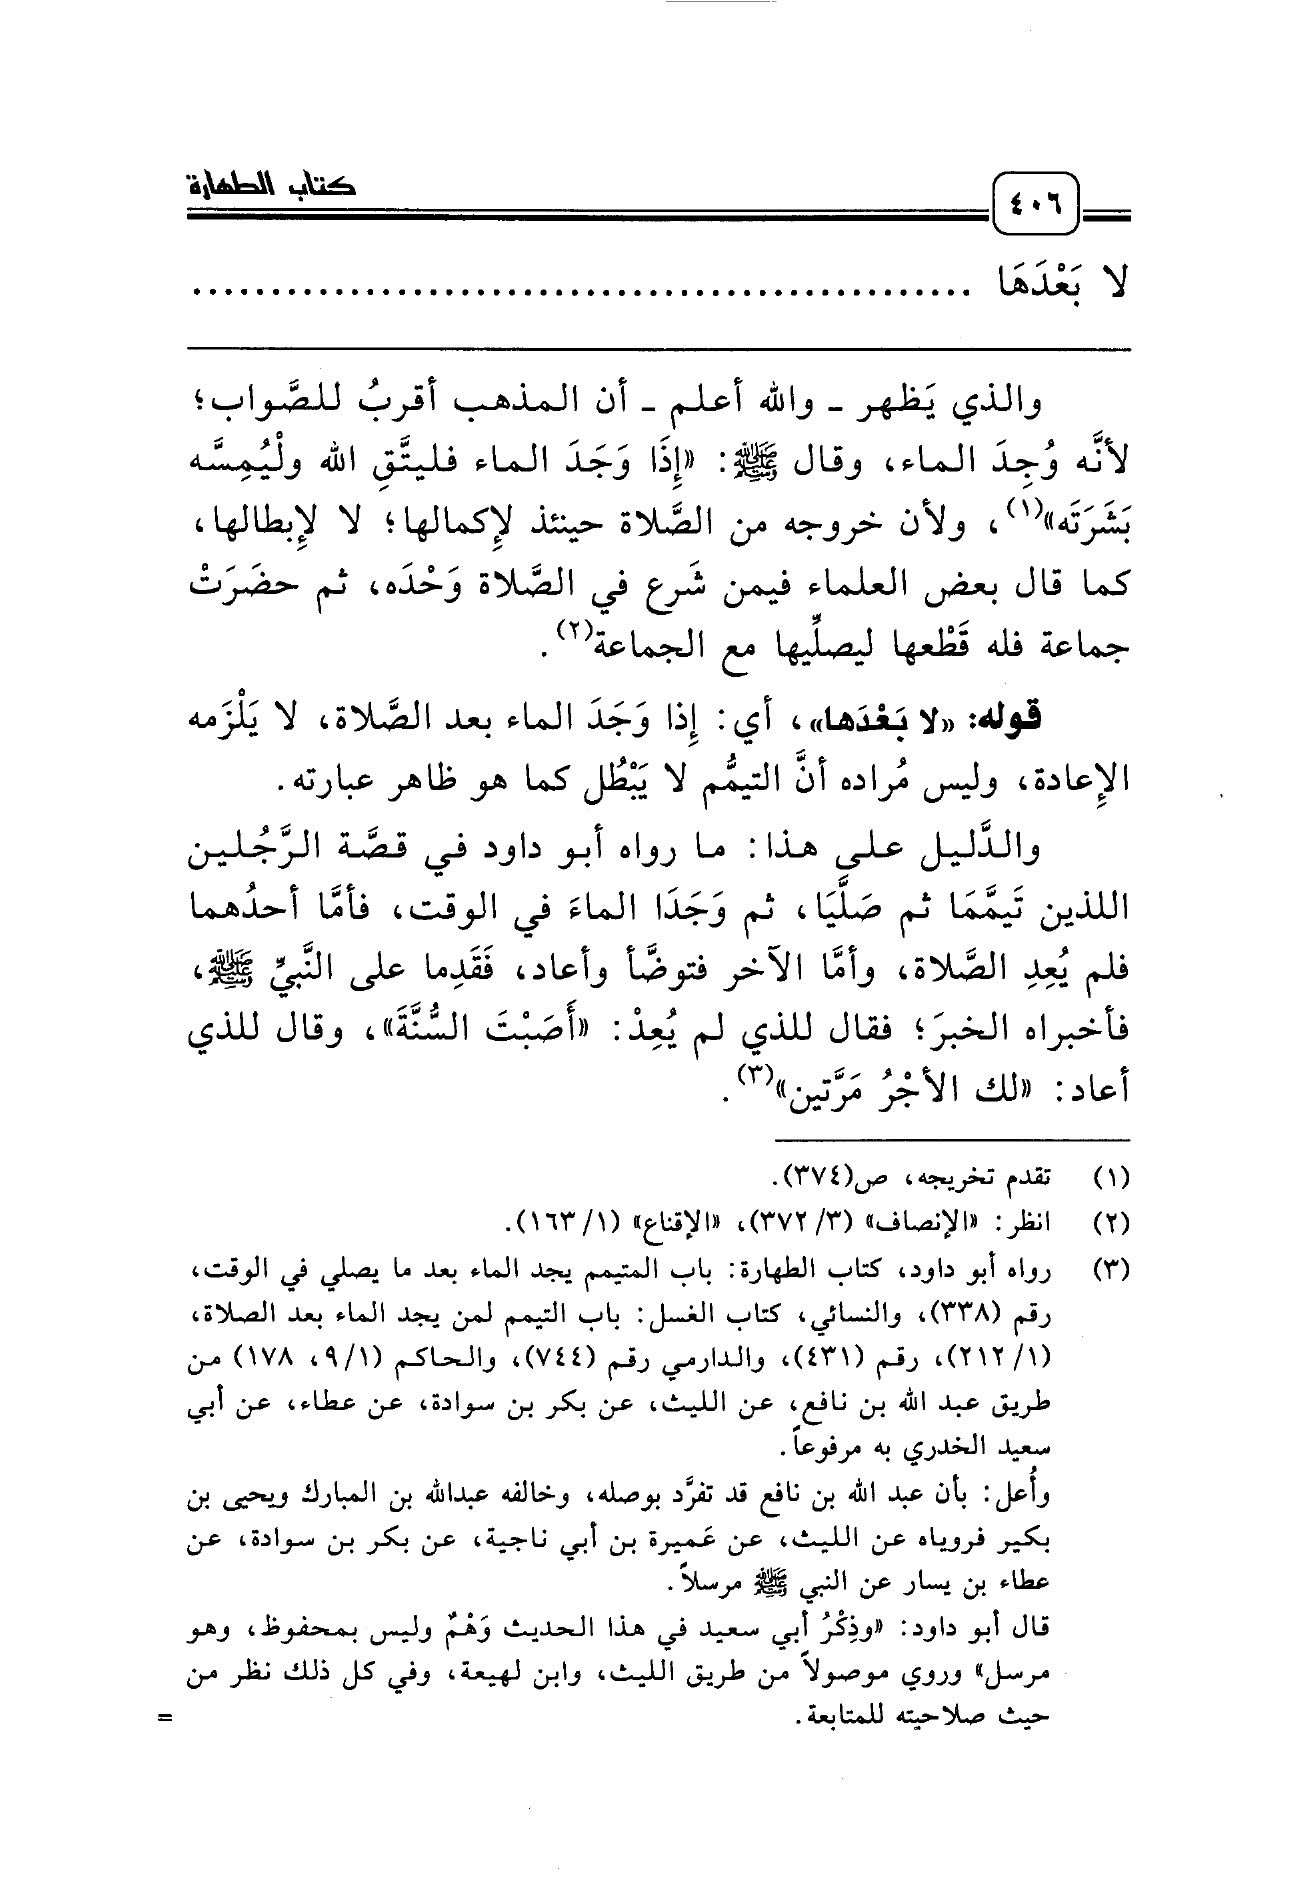 كتاب الطهارة
٤٠٦
لا بَعْدَهَا .................................................
والذي يَظهر ـ والله أعلم ـ أن المذهب أقربُ للصَّواب؛
لأنَّه وُجِدَ الماء، وقال ﷺ: «إِذَا وَجَدَ الماء فليتَّقِ الله ولْيُمِسَّه
بَشَرَتَه»(١)، ولأن خروجه من الصَّلاة حينئذ لإكمالها؛ لا لإبطالها،
كما قال بعض العلماء فيمن شَرع في الصَّلاة وَحْدَه، ثم حضَرَتْ
جماعة فله قَطْعها ليصلِّيها مع الجماعة(٢).
قوله: «لا بَعْدَها»، أي: إذا وَجَدَ الماء بعد الصَّلاة، لا يَلْزَمه
الإعادة، وليس مُراده أنَّ التيمُّم لا يَبْطُل كما هو ظاهر عبارته.
والدَّليل على هذا: ما رواه أبو داود في قصَّة الرَّجُلين
اللذين تَيمَّمَا ثم صَلَّيَا، ثم وَجَدَا الماءَ في الوقت، فأمَّا أحدُهما
فلم يُعِدِ الصَّلاة، وأمَّا الآخر فتوضَّأ وأعاد، فَقَدِما على النَّبيِّ ﷺ،
فأخبراه الخبرَ؛ فقال للذي لم يُعِدْ: «أَصَبْتَ السُّنَّةَ»، وقال للذي
أعاد: «لك الأجْرُ مَرَّتين»(٣).
(١) تقدم تخريجه، ص(٣٧٤).
(٢) انظر: «الإنصاف» (٣/ ٣٧٢)، «الإقناع» (١/ ١٦٣).
(٣) رواه أبو داود، كتاب الطهارة: باب المتيمم يجد الماء بعد ما يصلي في الوقت،
رقم (٣٣٨)، والنسائي، كتاب الغسل: باب التيمم لمن يجد الماء بعد الصلاة،
(١/ ٢١٢)، رقم (٤٣١)، والدارمي رقم (٧٤٤)، والحاكم (٩/١، ١٧٨) من
طريق عبد الله بن نافع، عن الليث، عن بكر بن سوادة، عن عطاء، عن أبي
سعيد الخدري به مرفوعاً.
وأُعل: بأن عبد الله بن نافع قد تفرَّد بوصله، وخالفه عبدالله بن المبارك ويحيى بن
بكير فروياه عن الليث، عن عَميرة بن أبي ناجية، عن بكر بن سوادة، عن
عطاء بن يسار عن النبي ﷺ مرسلاً.
قال أبو داود: «وذِكْرُ أبي سعيد في هذا الحديث وَهْمٌ وليس بمحفوظ، وهو
مرسل» وروي موصولاً من طريق الليث، وابن لهيعة، وفي كل ذلك نظر من
حيث صلاحيته للمتابعة. =